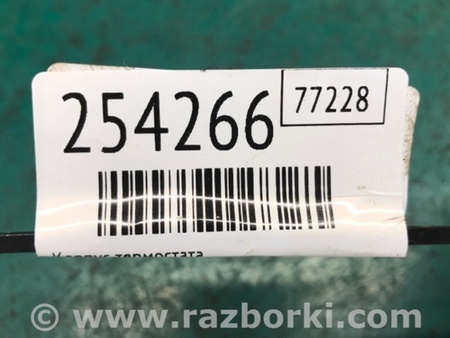 254266
77228
Корпус термостата
© www.razborki.com